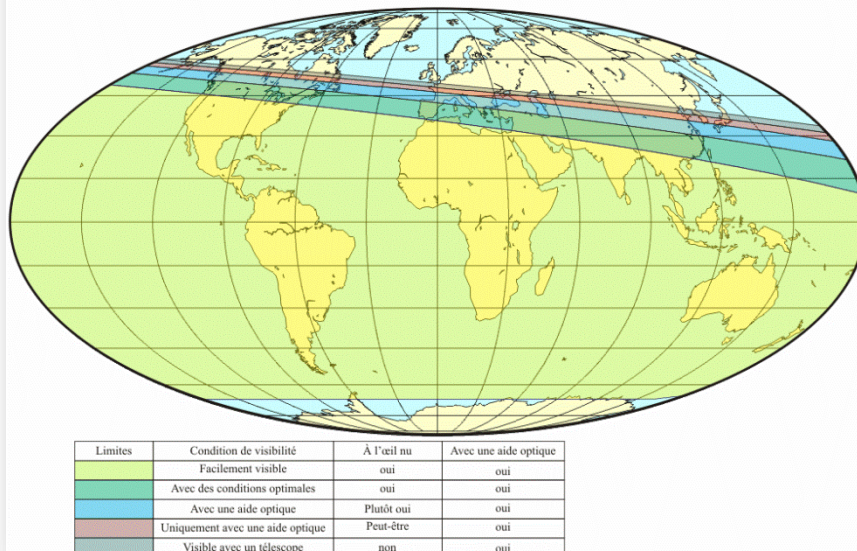 Limites Condition de visibilité À l’œil nu Avec une aide optique
Facilement visible oui oui
Avec des conditions optimales oui oui
Avec une aide optique Plutôt oui oui
Uniquement avec une aide optique Peut-être oui
Visible avec un télescope non oui